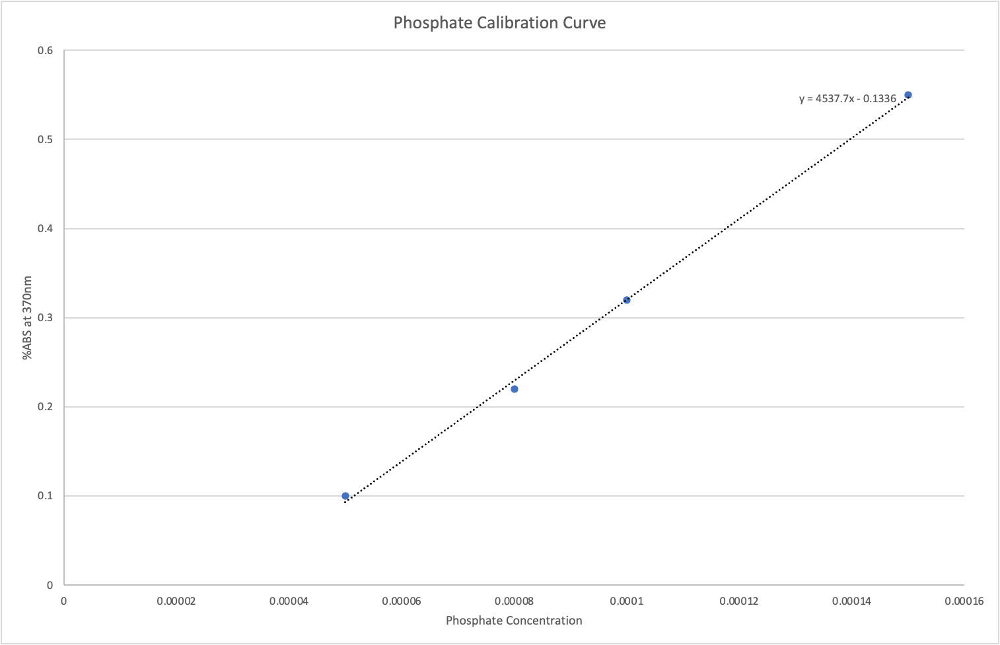 Phosphate Calibration Curve
0.6
y = 4537.7x - 0.1336
0.5
0.4
%ABS at 370nm
0.3
0.2
0.1
0
0 0.00002 0.00004 0.00006 0.00008 0.0001 0.00012 0.00014 0.00016
Phosphate Concentration